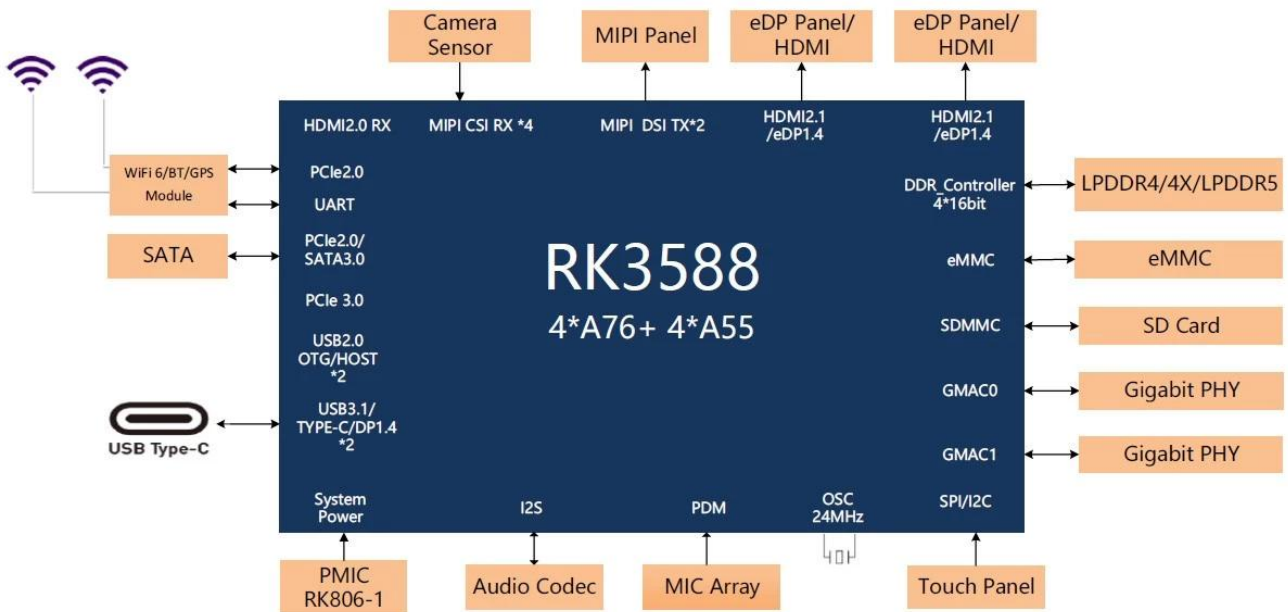 Camera
Sensor
MIPI Panel
eDP Panel/
HDMI
eDP Panel/
HDMI
HDMI2.0 RX
MIPI CSI RX *4
MIPI DSI TX*2
HDMI2.1
/eDP1.4
HDMI2.1
/eDP1.4
WiFi 6/BT/GPS
Module
PCIe2.0
UART
DDR_Controller
4*16bit
LPDDR4/4X/LPDDR5
SATA
PCIe2.0/
SATA3.0
RK3588
4*A76+ 4*A55
eMMC
eMMC
PCIe 3.0
SDMMC
SD Card
USB2.0
OTG/HOST
*2
GMAC0
Gigabit PHY
USB Type-C
USB3.1/
TYPE-C/DP1.4
*2
GMAC1
Gigabit PHY
System
Power
I2S
PDM
OSC
24MHz
SPI/I2C
PMIC
RK806-1
Audio Codec
MIC Array
Touch Panel